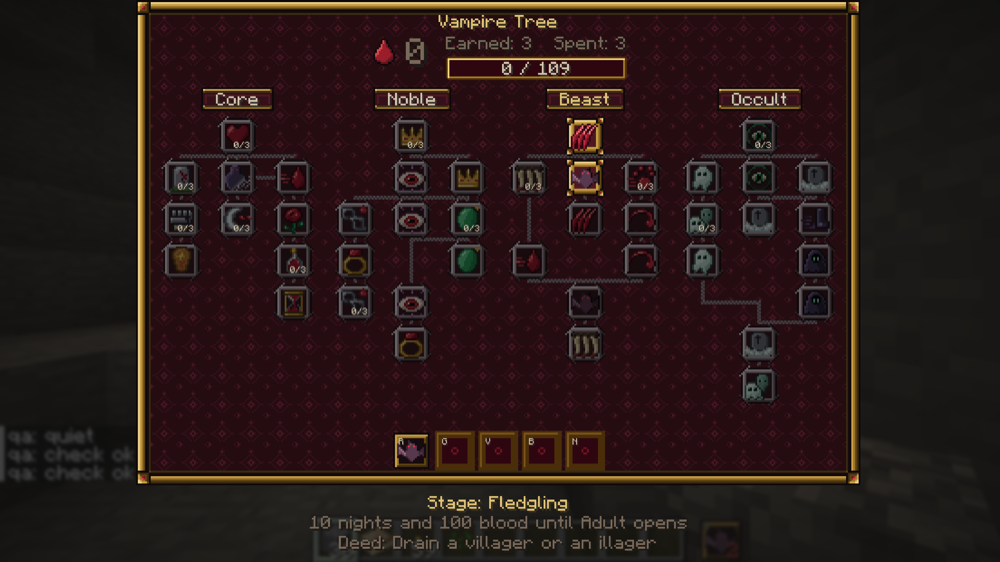 Vampire Tree
0
Earned: 3 Spent: 3
0 / 109
Core
Noble
Beast
Occult
0/3
0/3
0/3
0/3
0/3
0/3
0/3
0/3
0/3
0/3
0/3
0/3
0/3
R
G
V
B
N
qa: quiet
qa: check ok
qa: check ok
Stage: Fledgling
10 nights and 100 blood until Adult opens
Deed: Drain a villager or an illager